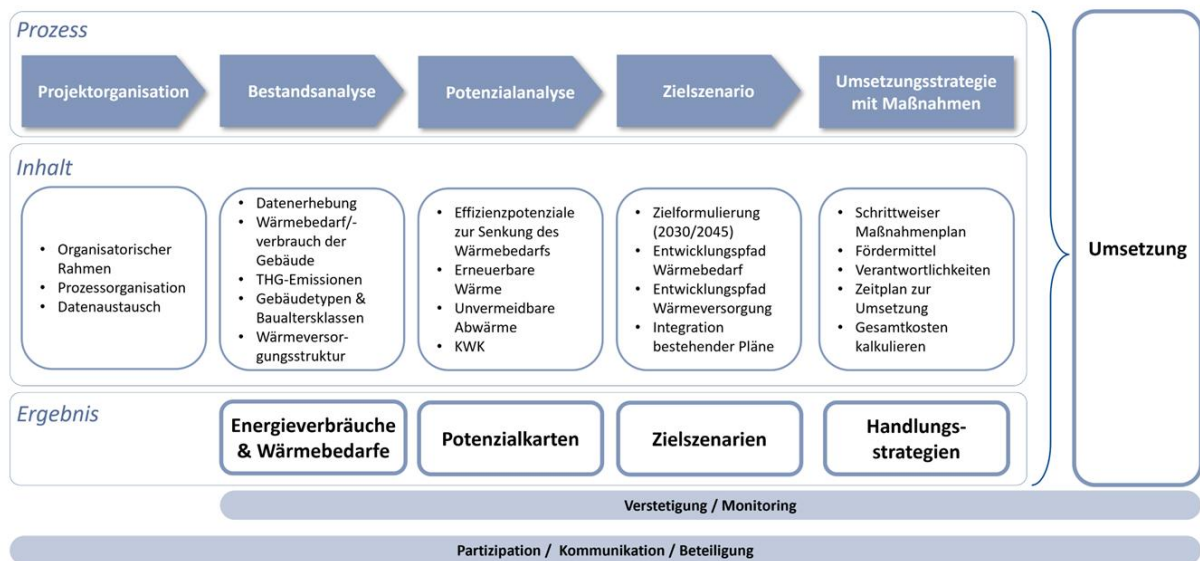 Prozess
Projektorganisation
Bestandsanalyse
Potenzialanalyse
Zielszenario
Umsetzungsstrategie
mit Maßnahmen
Inhalt
• Organisatorischer
Rahmen
• Prozessorganisation
• Datenaustausch
• Datenerhebung
• Wärmebedarf/-
verbrauch der
Gebäude
• THG-Emissionen
• Gebäudetypen &
Baualtersklassen
• Wärmeversor-
gungsstruktur
• Effizienzpotenziale
zur Senkung des
Wärmebedarfs
• Erneuerbare
Wärme
• Unvermeidbare
Abwärme
• KWK
• Zielformulierung
(2030/2045)
• Entwicklungspfad
Wärmebedarf
• Entwicklungspfad
Wärmeversorgung
• Integration
bestehender Pläne
• Schrittweiser
Maßnahmenplan
• Fördermittel
• Verantwortlichkeiten
• Zeitplan zur
Umsetzung
• Gesamtkosten
kalkulieren
Umsetzung
Ergebnis
Energieverbräuche
& Wärmebedarfe
Potenzialkarten
Zielszenarien
Handlungs-
strategien
Verstetigung / Monitoring
Partizipation / Kommunikation / Beteiligung